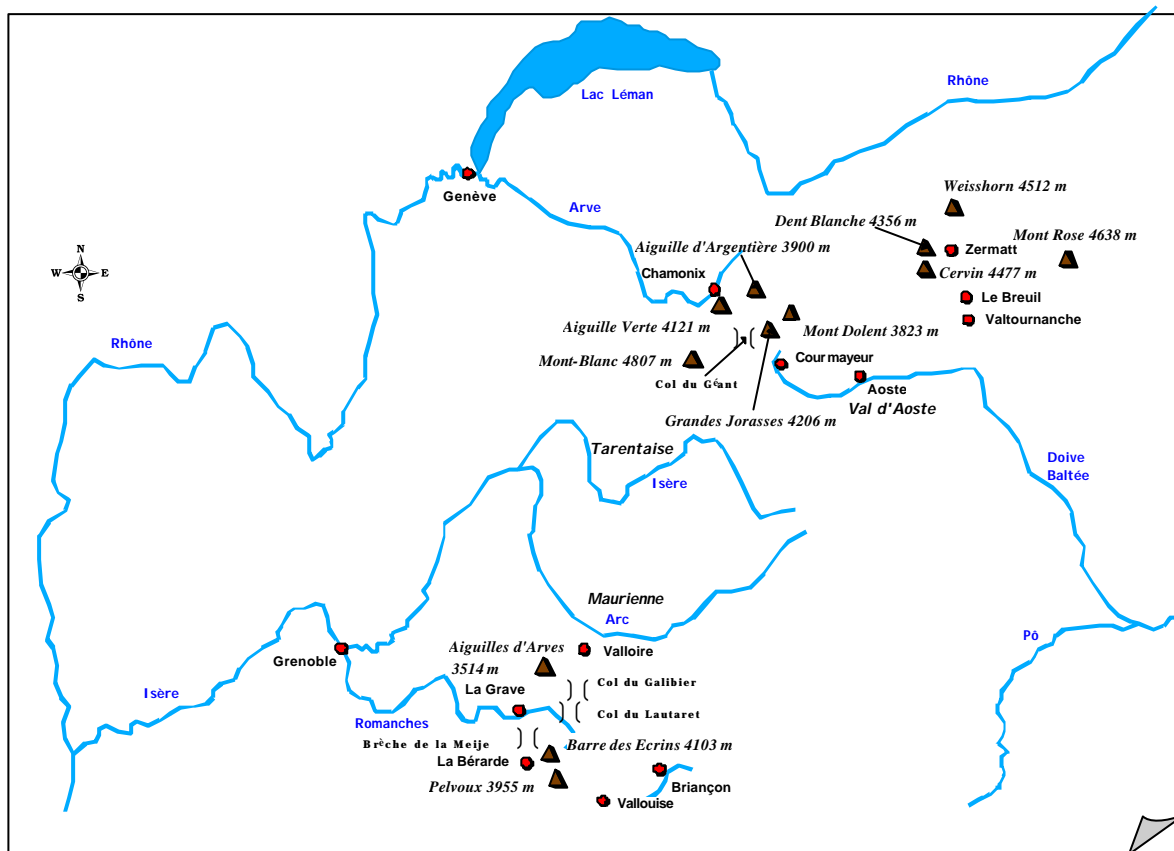 Lac Léman
Rhône
Genève
Weisshorn 4512 m
Arve
Dent Blanche 4356 m
Mont Rose 4638 m
Aiguille d'Argentière 3900 m
Zermatt
N
W E
S
Chamonix
Cervin 4477 m
Le Breuil
Valtournanche
Aiguille Verte 4121 m
Mont Dolent 3823 m
Rhône
Mont-Blanc 4807 m
Courmayeur
Col du Géant
Aoste
Val d'Aoste
Grandes Jorasses 4206 m
Tarentaise
Isère
Doive
Baltée
Maurienne
Arc
Pô
Aiguilles d'Arves
3514 m
Valloire
Grenoble
Col du Galibier
La Grave
Isère
Col du Lautaret
Romanches
Brèche de la Meije
Barre des Ecrins 4103 m
La Bérarde
Pelvoux 3955 m
Briançon
Vallouise